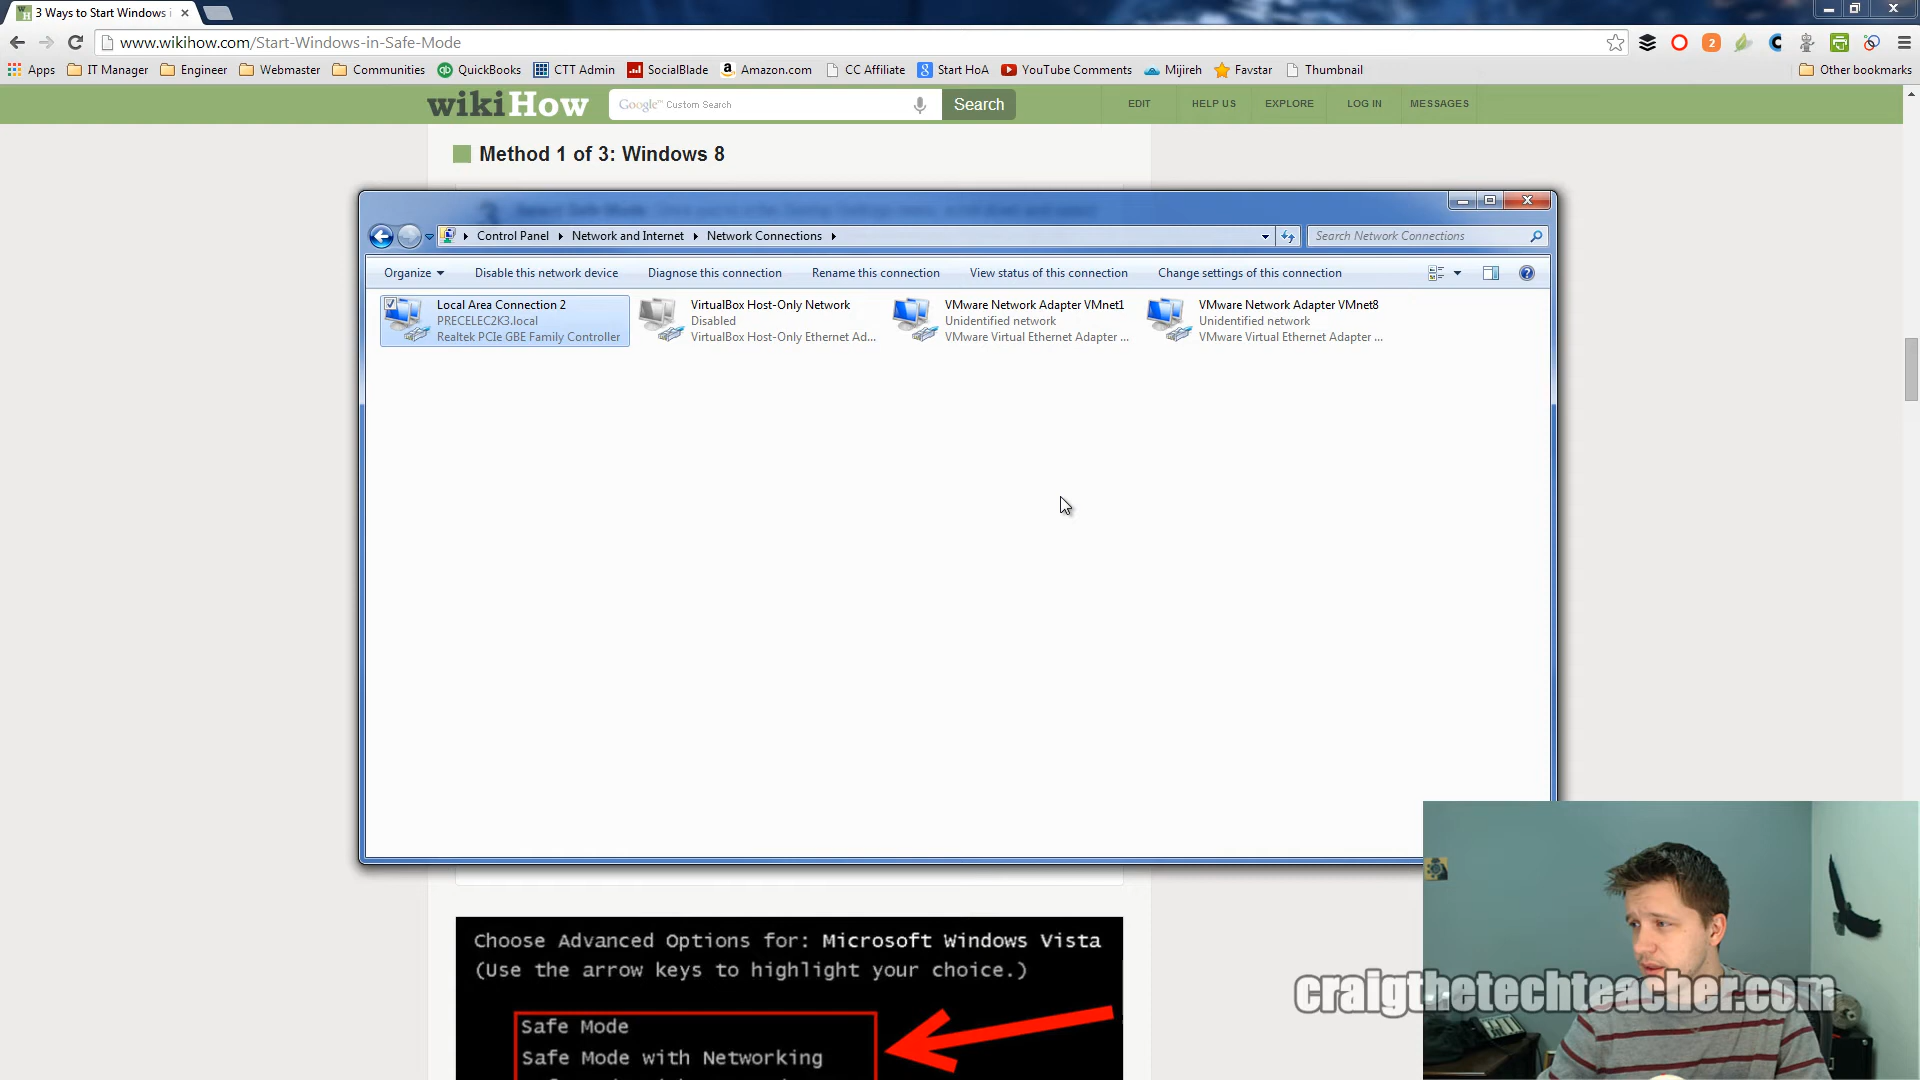 3 Ways to Start Windows i
www.wikihow.com/Start-Windows-in-Safe-Mode
2
Apps
IT Manager
Engineer
Webmaster
Communities
QuickBooks
CTT Admin
SocialBlade
Amazon.com
CC Affiliate
Start HoA
YouTube Comments
Mijireh
Favstar
Thumbnail
Other bookmarks
wikiHow
Google™ Custom Search
Search
EDIT
HELP US
EXPLORE
LOG IN
MESSAGES
Method 1 of 3: Windows 8
Control Panel
Network and Internet
Network Connections
Search Network Connections
Organize
Disable this network device
Diagnose this connection
Rename this connection
View status of this connection
Change settings of this connection
Local Area Connection 2
PRECELEC2K3.local
Realtek PCIe GBE Family Controller
VirtualBox Host-Only Network
Disabled
VirtualBox Host-Only Ethernet Ad...
VMware Network Adapter VMnet1
Unidentified network
VMware Virtual Ethernet Adapter ...
VMware Network Adapter VMnet8
Unidentified network
VMware Virtual Ethernet Adapter ...
Choose Advanced Options for: Microsoft Windows Vista
(Use the arrow keys to highlight your choice.)
Safe Mode
Safe Mode with Networking
craigthetechteacher.com